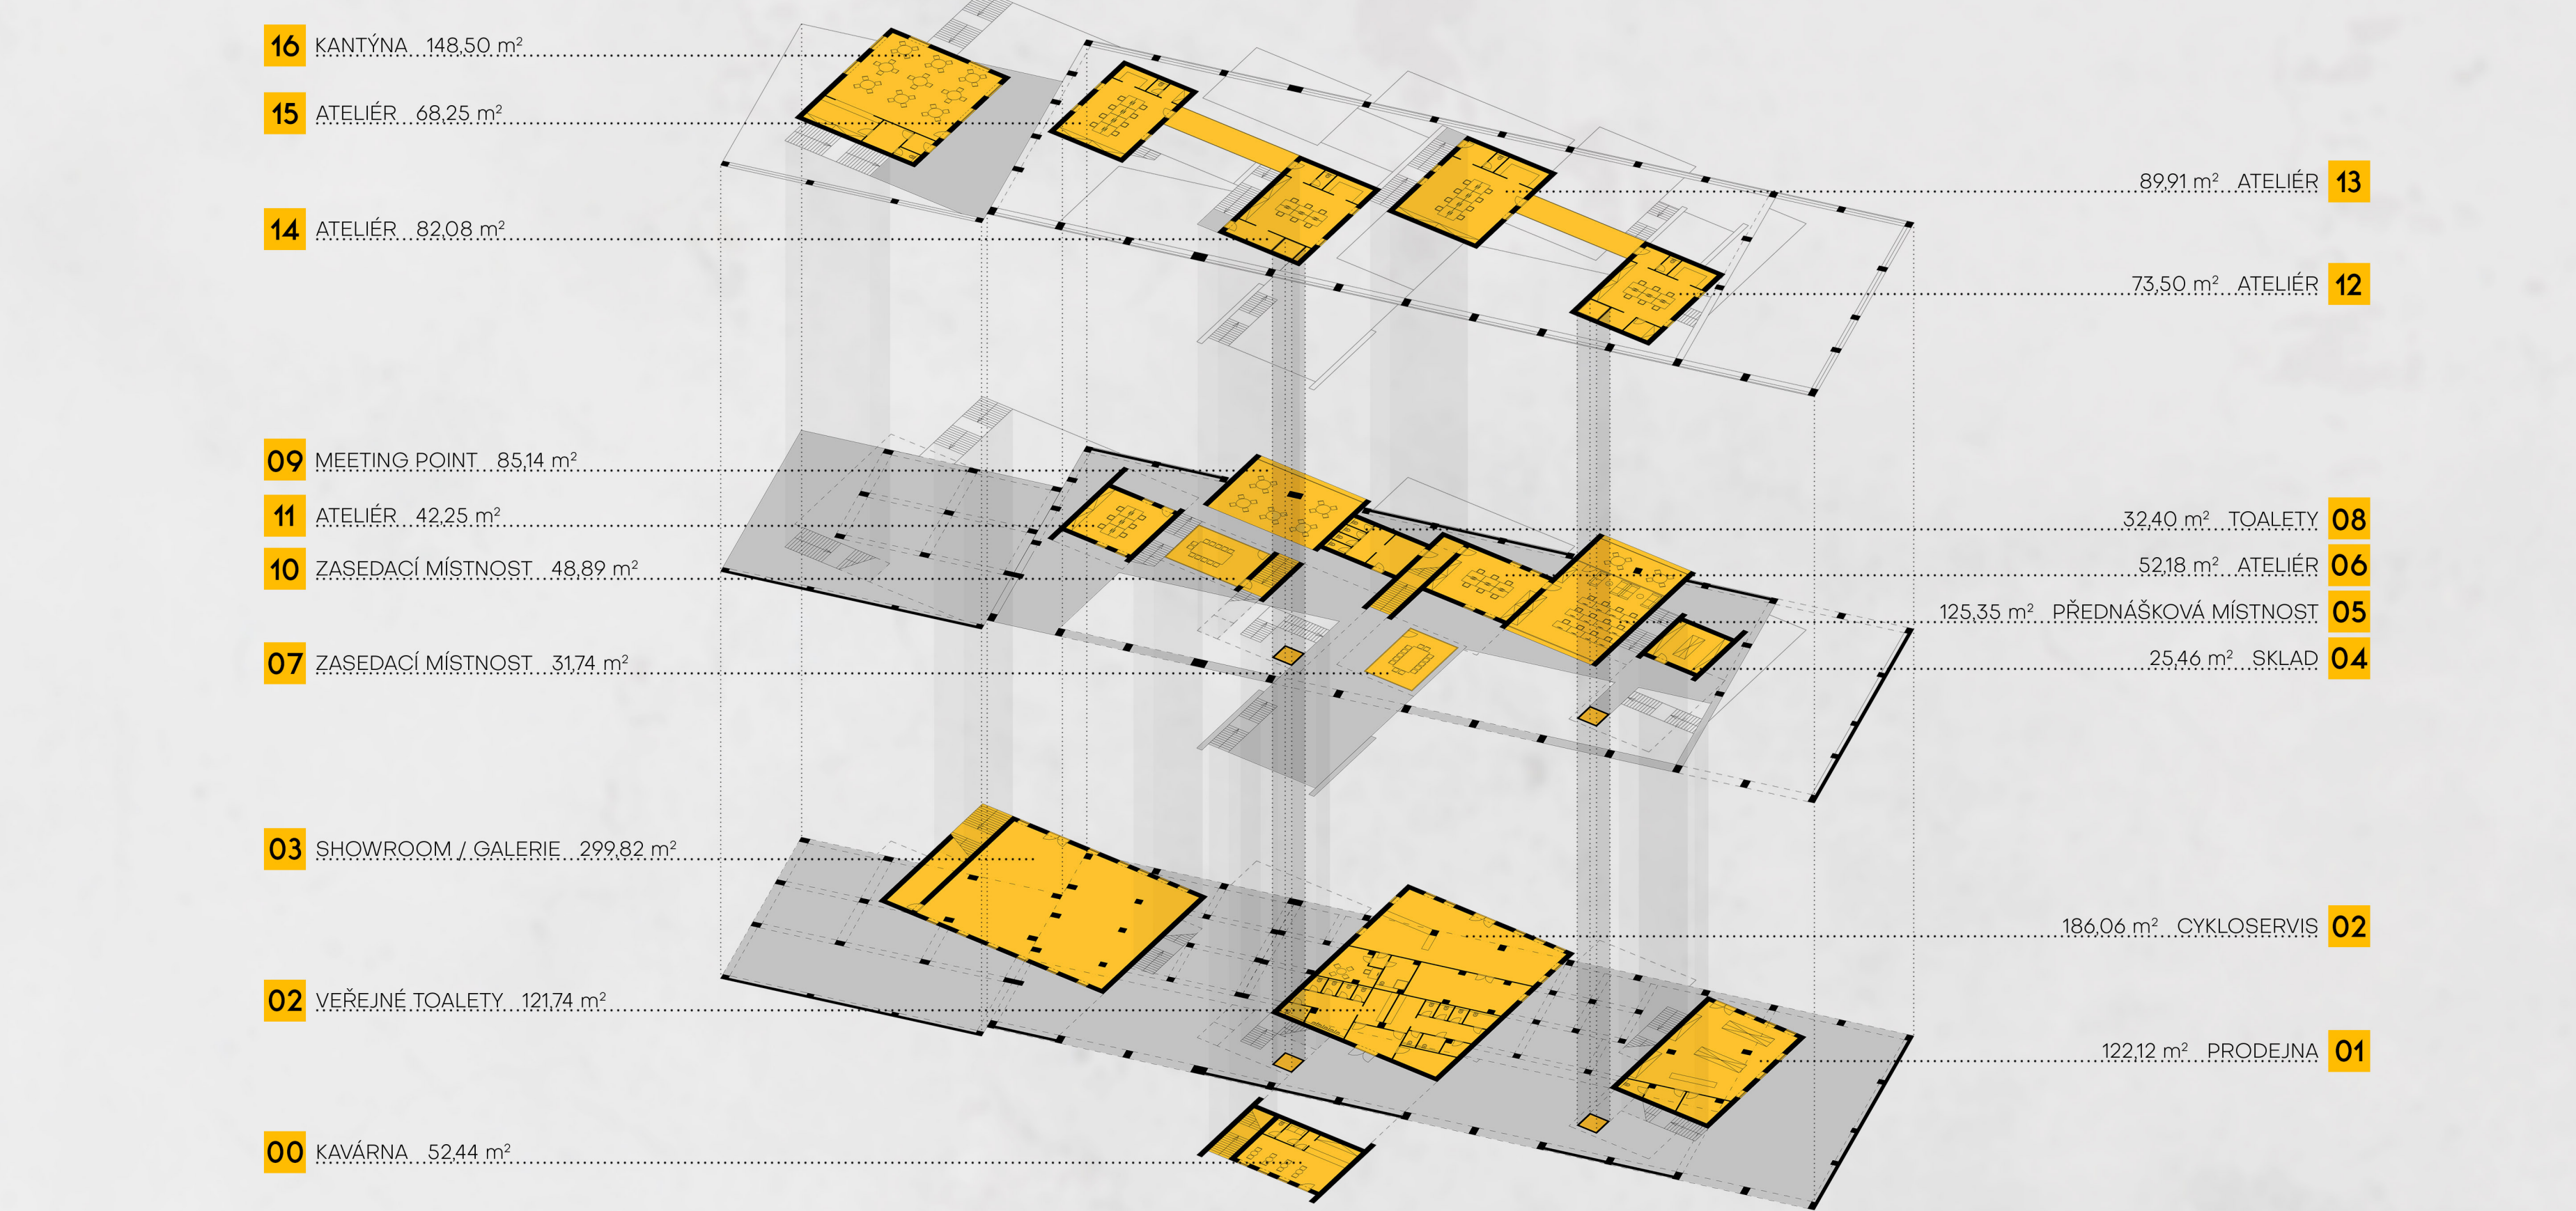 16 KANTÝNA 148,50 m²
15 ATELIÉR 68,25 m²
14 ATELIÉR 82,08 m²
89,91 m² ATELIÉR 13
73,50 m² ATELIÉR 12
09 MEETING POINT 85,14 m²
11 ATELIÉR 42,25 m²
10 ZASEDACÍ MÍSTNOST 48,89 m²
07 ZASEDACÍ MÍSTNOST 31,74 m²
32,40 m² TOALETY 08
52,18 m² ATELIÉR 06
125,35 m² PŘEDNÁŠKOVÁ MÍSTNOST 05
25,46 m² SKLAD 04
03 SHOWROOM / GALERIE 299,82 m²
02 VEŘEJNÉ TOALETY 121,74 m²
00 KAVÁRNA 52,44 m²
186,06 m² CYKLOSERVIS 02
122,12 m² PRODEJNA 01